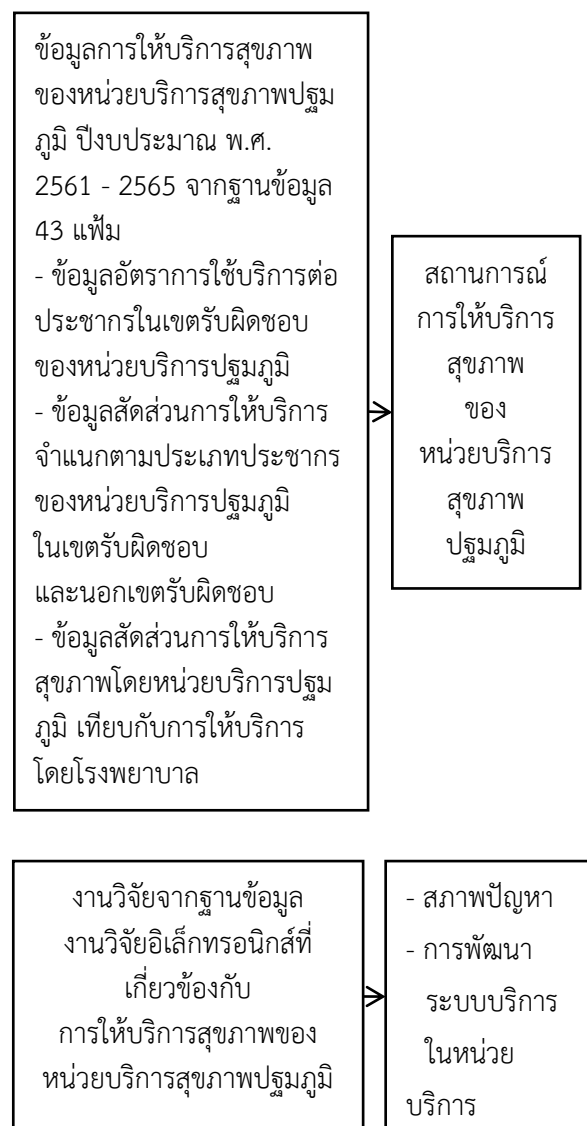 ข้อมูลการให้บริการสุขภาพ
ของหน่วยบริการสุขภาพปฐม
ภูมิ ปีงบประมาณ พ.ศ.
2561 - 2565 จากฐานข้อมูล
43 แฟ้ม
- ข้อมูลอัตราการใช้บริการต่อ
ประชากรในเขตรับผิดชอบ
ของหน่วยบริการปฐมภูมิ
- ข้อมูลสัดส่วนการให้บริการ
จำแนกตามประเภทประชากร
ของหน่วยบริการปฐมภูมิ
ในเขตรับผิดชอบ
และนอกเขตรับผิดชอบ
- ข้อมูลสัดส่วนการให้บริการ
สุขภาพโดยหน่วยบริการปฐม
ภูมิ เทียบกับการให้บริการ
โดยโรงพยาบาล
สถานการณ์
การให้บริการ
สุขภาพ
ของ
หน่วยบริการ
สุขภาพ
ปฐมภูมิ
งานวิจัยจากฐานข้อมูล
งานวิจัยอิเล็กทรอนิกส์ที่
เกี่ยวข้องกับ
การให้บริการสุขภาพของ
หน่วยบริการสุขภาพปฐมภูมิ
- สภาพปัญหา
- การพัฒนา
ระบบบริการ
ในหน่วย
บริการ